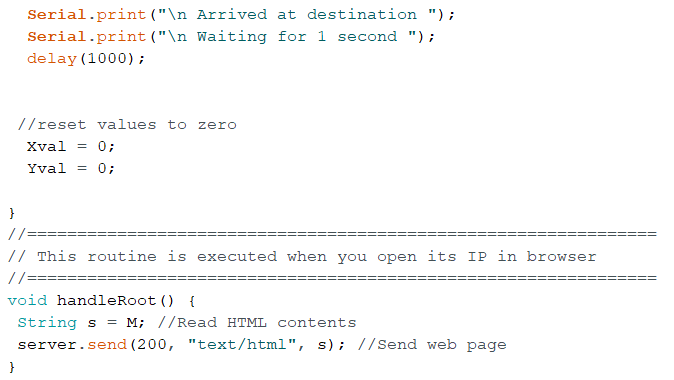 Serial.print("\n Arrived at destination ");
Serial.print("\n Waiting for 1 second ");
delay(1000);
//reset values to zero
Xval = 0;
Yval = 0;
}
//===============================================================
// This routine is executed when you open its IP in browser
//===============================================================
void handleRoot() {
String s = M; //Read HTML contents
server.send(200, "text/html", s); //Send web page
}